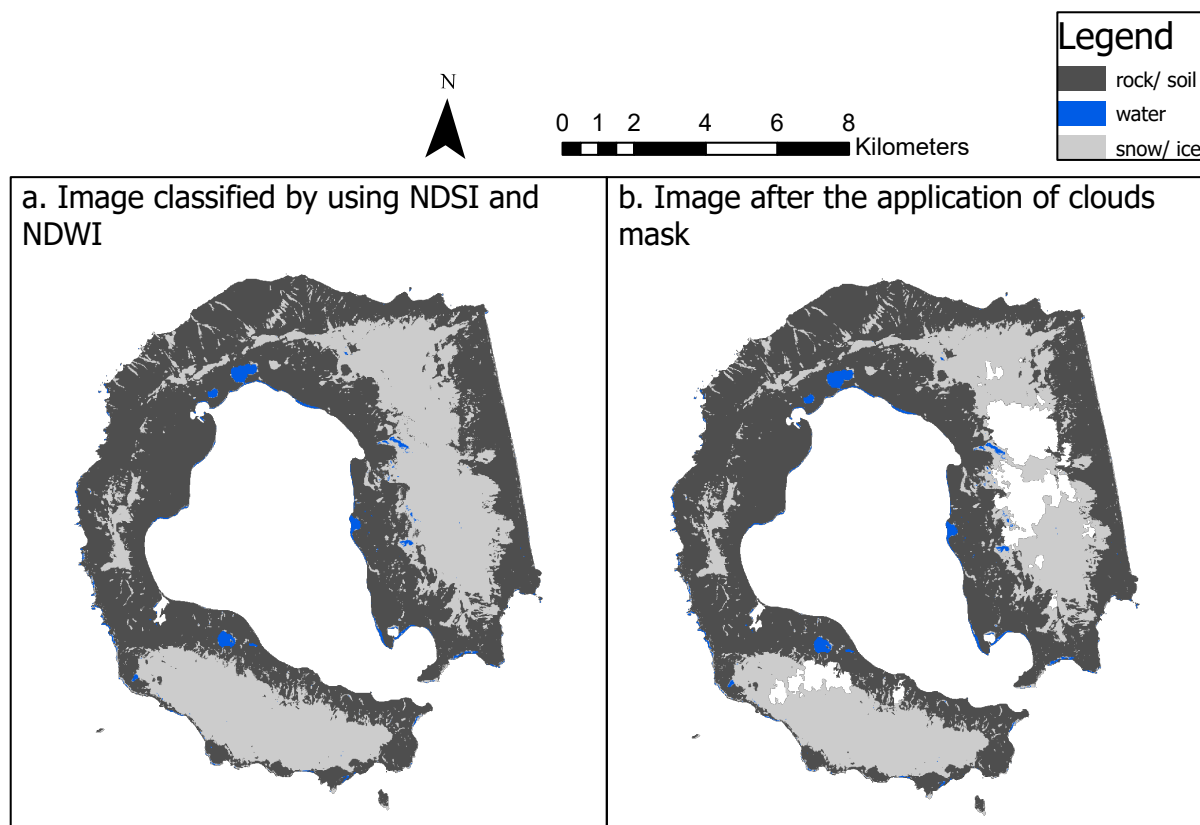 Legend
rock/ soil
water
snow/ ice
N
0 1 2 4 6 8
Kilometers
a. Image classified by using NDSI and
NDWI
b. Image after the application of clouds
mask